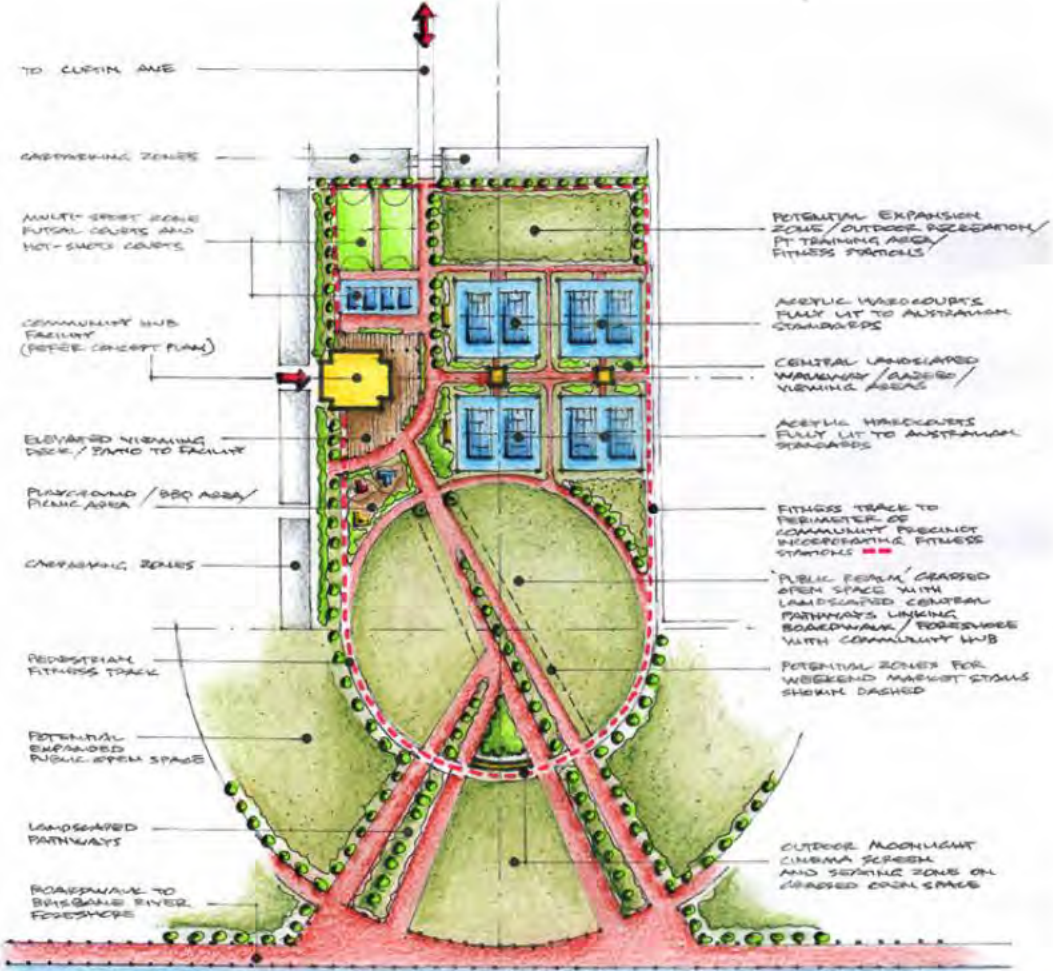 TO CURTIN AVE
CARPARKING ZONES
MULTI-SPORT ZONE
FUTSAL COURTS AND
HOT-SHOTS COURTS
COMMUNITY HUB
FACILITY
(REFER CONCEPT PLAN)
ELEVATED VIEWING
DECK / PATIO TO FACILITY
PLAYGROUND / BBQ AREA /
PICNIC AREA
CARPARKING ZONES
PEDESTRIAN
FITNESS TRACK
POTENTIAL
EXPANDED
PUBLIC OPEN SPACE
LANDSCAPED
PATHWAYS
BOARDWALK TO
BRISBANE RIVER
FORESHORE
POTENTIAL EXPANSION
ZONE / OUTDOOR RECREATION /
PT TRAINING AREA /
FITNESS STATIONS
ACRYLIC HARDCOURTS
FULLY LIT TO AUSTRALIAN
STANDARDS
CENTRAL LANDSCAPED
WALKWAY / GAZEBO /
VIEWING AREAS
ACRYLIC HARDCOURTS
FULLY LIT TO AUSTRALIAN
STANDARDS
FITNESS TRACK TO
PERIMETER OF
COMMUNITY PRECINCT
INCORPORATING FITNESS
STATIONS
'PUBLIC REALM' GRASSED
OPEN SPACE WITH
LANDSCAPED CENTRAL
PATHWAYS LINKING
BOARDWALK / FORESHORE
WITH COMMUNITY HUB
POTENTIAL ZONES FOR
WEEKEND MARKET STALLS
SHOWN DASHED
OUTDOOR MOONLIGHT
CINEMA SCREEN
AND SEATING ZONE ON
GRASSED OPEN SPACE